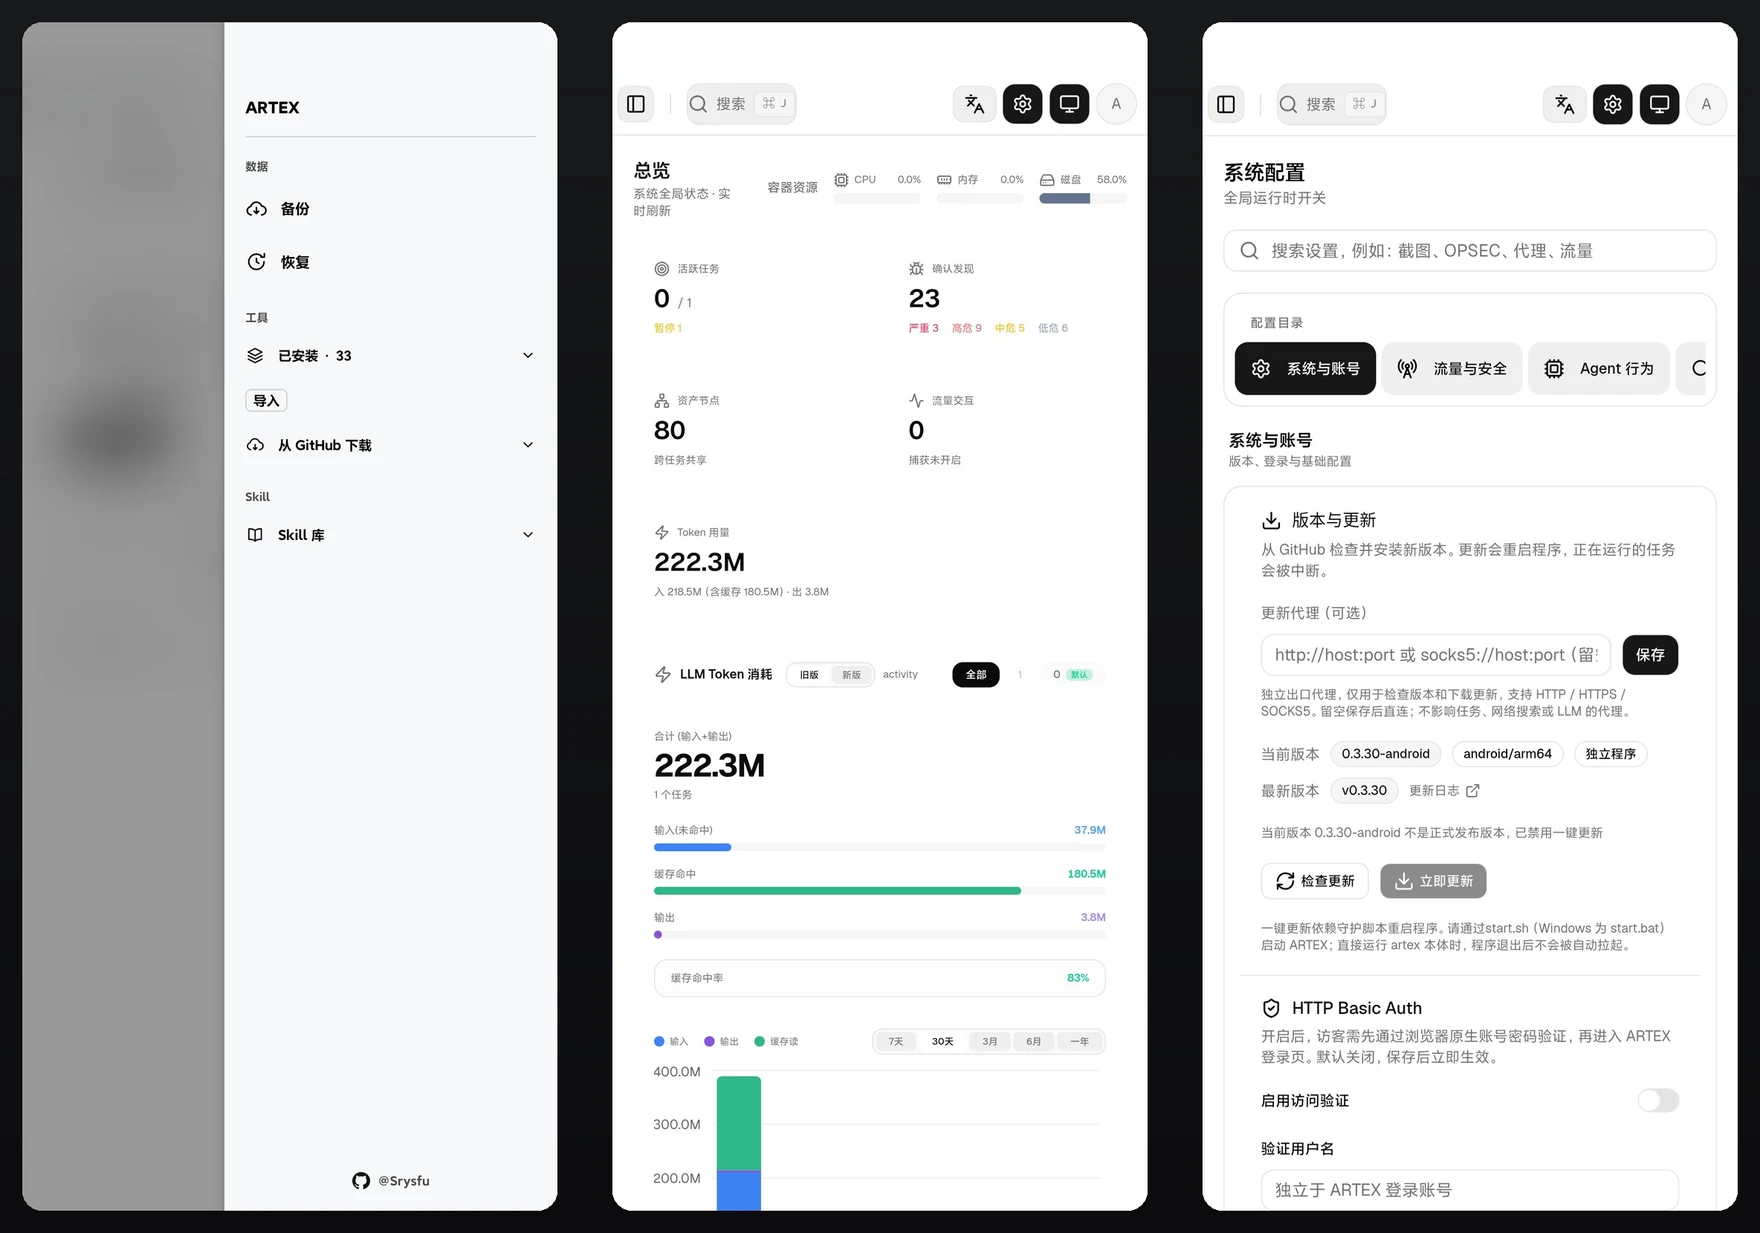 ARTEX
数据
备份
恢复
工具
已安装 · 33
导入
从 GitHub 下载
Skill
Skill 库
@Srysfu
搜索 ⌘ J
A
总览
系统全局状态 · 实
时刷新
容器资源
CPU 0.0%
内存 0.0%
磁盘 58.0%
活跃任务
0 / 1
暂停 1
确认发现
23
严重 3 高危 9 中危 5 低危 6
资产节点
80
跨任务共享
流量交互
0
捕获未开启
Token 用量
222.3M
入 218.5M (含缓存 180.5M) · 出 3.8M
LLM Token 消耗 旧版 新版 activity 全部 1 0 默认
合计 (输入+输出)
222.3M
1 个任务
输入(未命中) 37.9M
缓存命中 180.5M
输出 3.8M
缓存命中率 83%
输入 输出 缓存读 7天 30天 3月 6月 一年
400.0M
300.0M
200.0M
搜索 ⌘ J
A
系统配置
全局运行时开关
搜索设置，例如：截图、OPSEC、代理、流量
配置目录
系统与账号 流量与安全 Agent 行为
系统与账号
版本、登录与基础配置
版本与更新
从 GitHub 检查并安装新版本。更新会重启程序，正在运行的任务
会被中断。
更新代理（可选）
http://host:port 或 socks5://host:port（留 保存
独立出口代理，仅用于检查版本和下载更新，支持 HTTP / HTTPS /
SOCKS5。留空保存后直连；不影响任务、网络搜索或 LLM 的代理。
当前版本 0.3.30-android android/arm64 独立程序
最新版本 v0.3.30 更新日志
当前版本 0.3.30-android 不是正式发布版本，已禁用一键更新
检查更新 立即更新
一键更新依赖守护脚本重启程序。请通过start.sh（Windows 为 start.bat）
启动 ARTEX；直接运行 artex 本体时，程序退出后不会被自动拉起。
HTTP Basic Auth
开启后，访客需先通过浏览器原生账号密码验证，再进入 ARTEX
登录页。默认关闭，保存后立即生效。
启用访问验证
验证用户名
独立于 ARTEX 登录账号